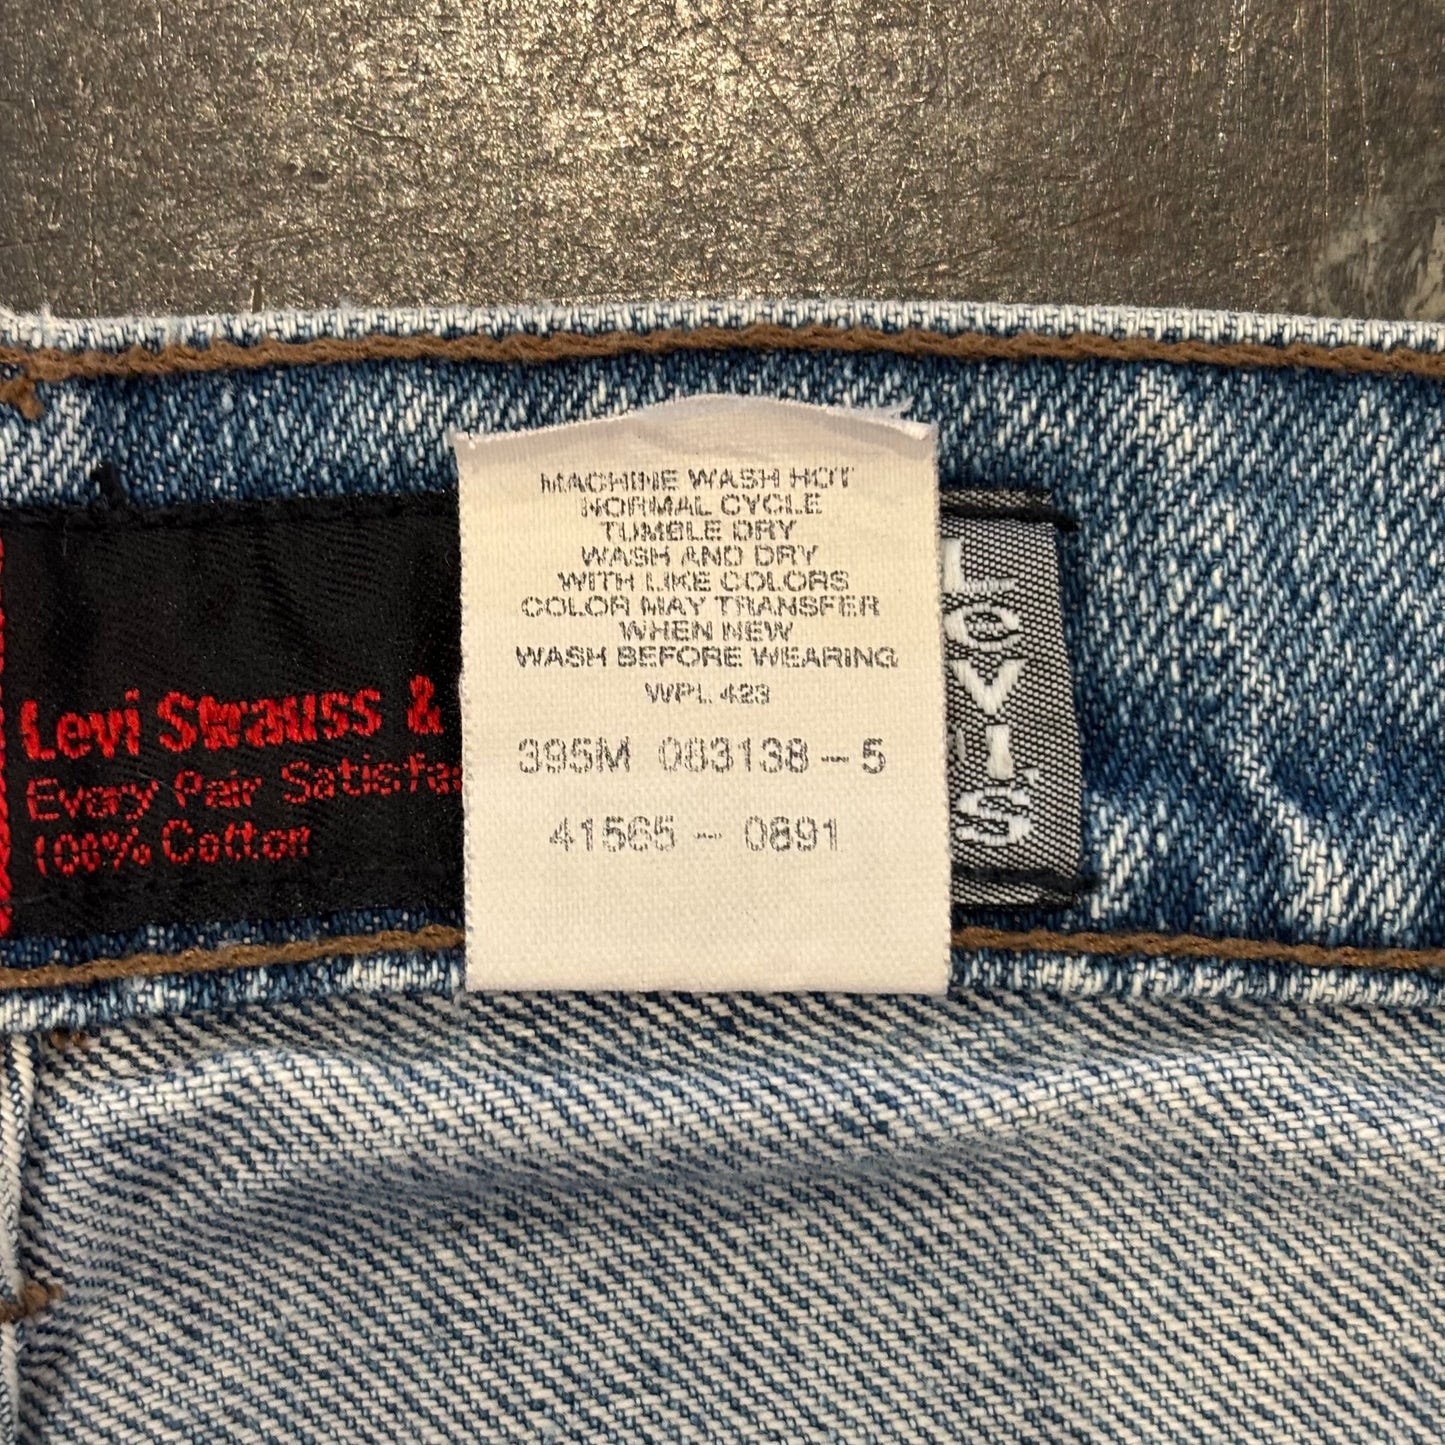 MACHINE WASH HOT
NORMAL CYCLE
TUMBLE DRY
WASH AND DRY
WITH LIKE COLORS
COLOR MAY TRANSFER
WHEN NEW
WASH BEFORE WEARING
WPL 423
395M 083138-5
41565-0891
Levi Strauss &
Every Pair Satisfac
100% Cotton
LeVI'S